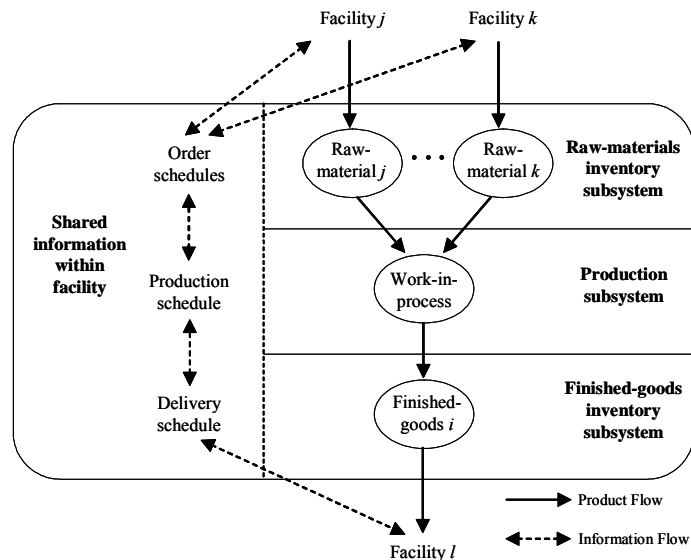 Facility j
Facility k
Order
schedules
Raw-
material j
• • •
Raw-
material k
Raw-materials
inventory
subsystem
Shared
information
within
facility
Production
schedule
Work-in-
process
Production
subsystem
Delivery
schedule
Finished-
goods i
Finished-goods
inventory
subsystem
Facility l
Product Flow
Information Flow